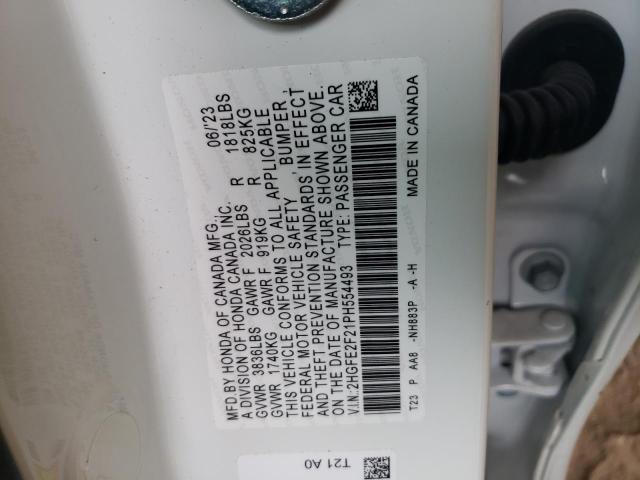 MFD.BY HONDA OF CANADA MFG. 06/'23
A DIVISION OF HONDA CANADA INC.
GVWR 3836LBS GAWR F 2026LBS R 1818LBS
GVWR 1740KG GAWR F 919KG R 825KG
THIS VEHICLE CONFORMS TO ALL APPLICABLE
FEDERAL MOTOR VEHICLE SAFETY , BUMPER ,
AND THEFT PREVENTION STANDARDS IN EFFECT
ON THE DATE OF MANUFACTURE SHOWN ABOVE.
V.I.N:2HGFE2F21PH554493 TYPE: PASSENGER CAR
T23 P AA8 -NH883P -A -H MADE IN CANADA
T21 A0